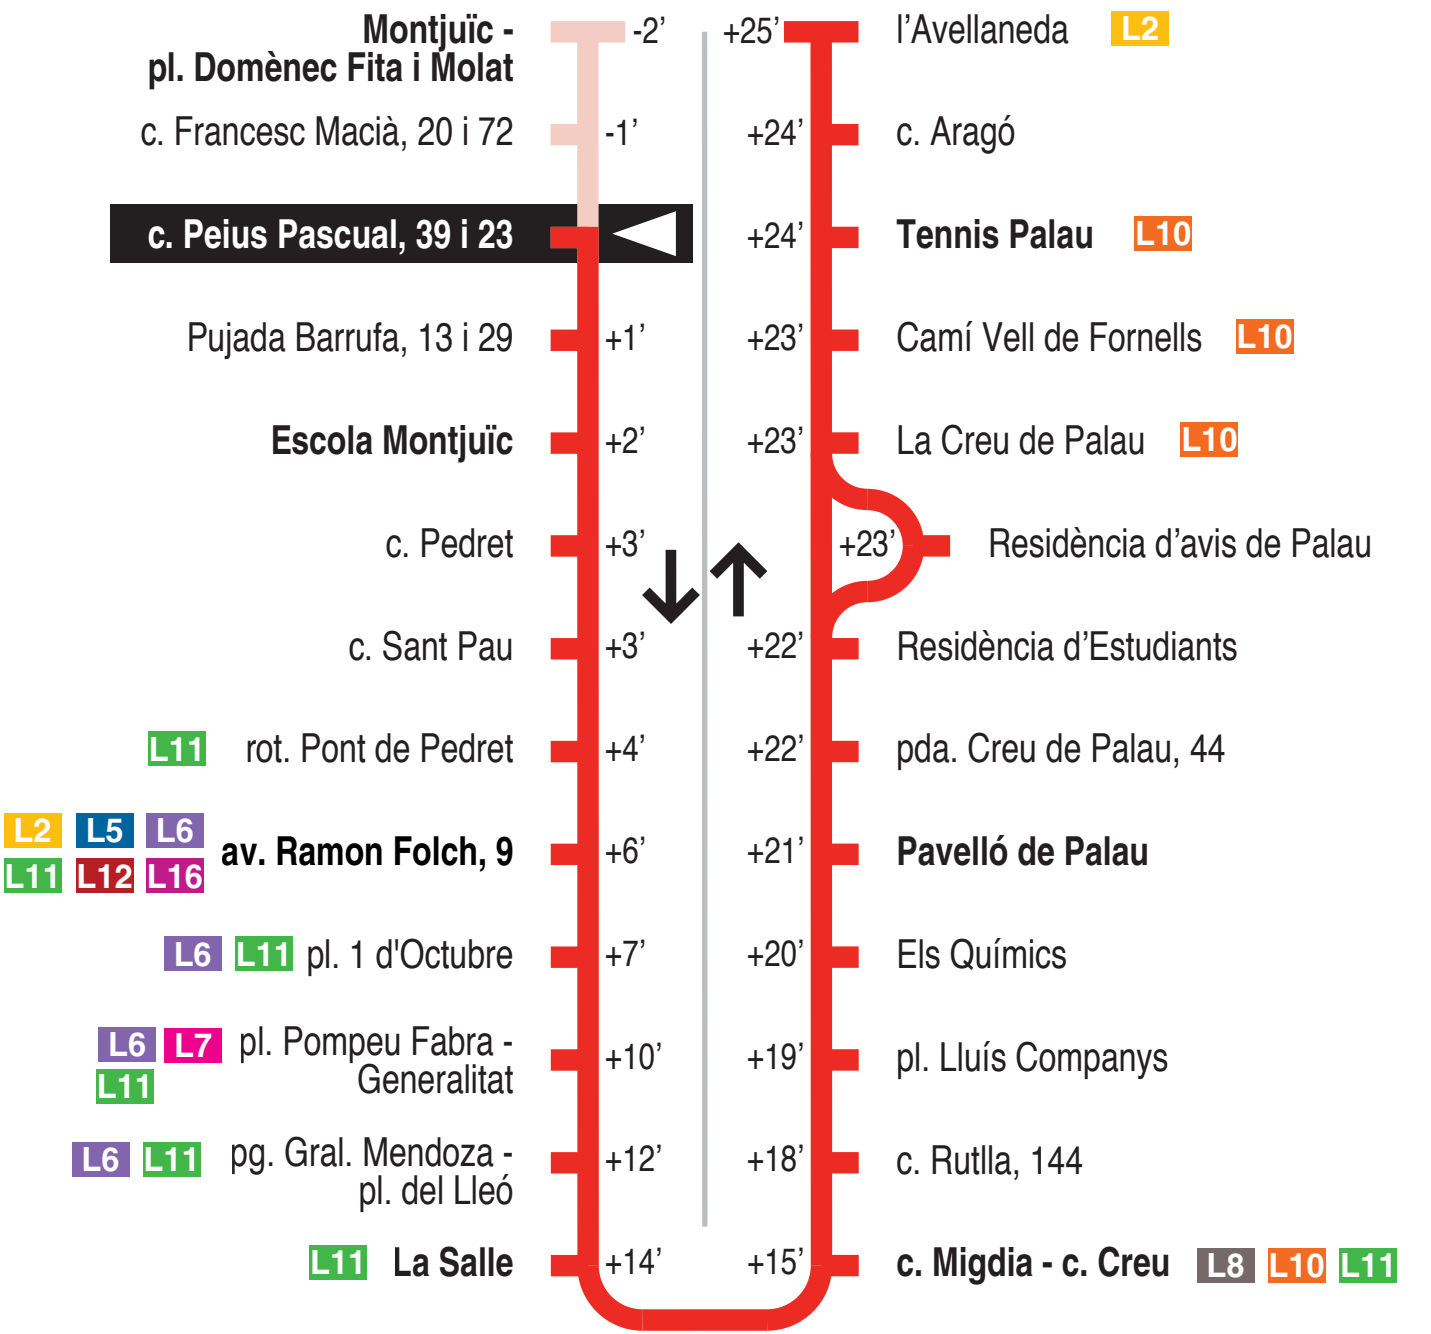 Montjuïc -
pl. Domènec Fita i Molat
-2’
c. Francesc Macià, 20 i 72
-1’
c. Peius Pascual, 39 i 23
Pujada Barrufa, 13 i 29
+1’
Escola Montjuïc
+2’
c. Pedret
+3’
c. Sant Pau
+3’
L11 rot. Pont de Pedret
+4’
L2 L5 L6
L11 L12 L16
av. Ramon Folch, 9
+6’
L6 L11 pl. 1 d'Octubre
+7’
L6 L7 pl. Pompeu Fabra -
L11 Generalitat
+10’
L6 L11 pg. Gral. Mendoza -
pl. del Lleó
+12’
L11 La Salle
+14’
+25’ l’Avellaneda L2
+24’ c. Aragó
+24’ Tennis Palau L10
+23’ Camí Vell de Fornells L10
+23’ La Creu de Palau L10
+23’ Residència d’avis de Palau
+22’ Residència d’Estudiants
+22’ pda. Creu de Palau, 44
+21’ Pavelló de Palau
+20’ Els Químics
+19’ pl. Lluís Companys
+18’ c. Rutlla, 144
+15’ c. Migdia - c. Creu L8 L10 L11